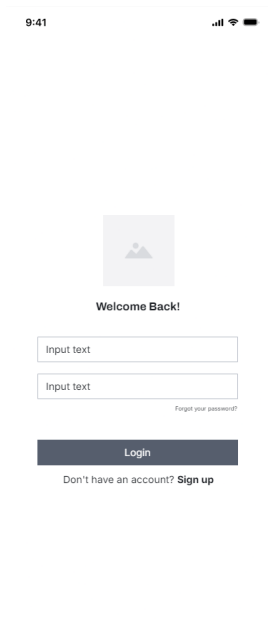 9:41
Welcome Back!
Input text
Input text
Forgot your password?
Login
Don't have an account? Sign up